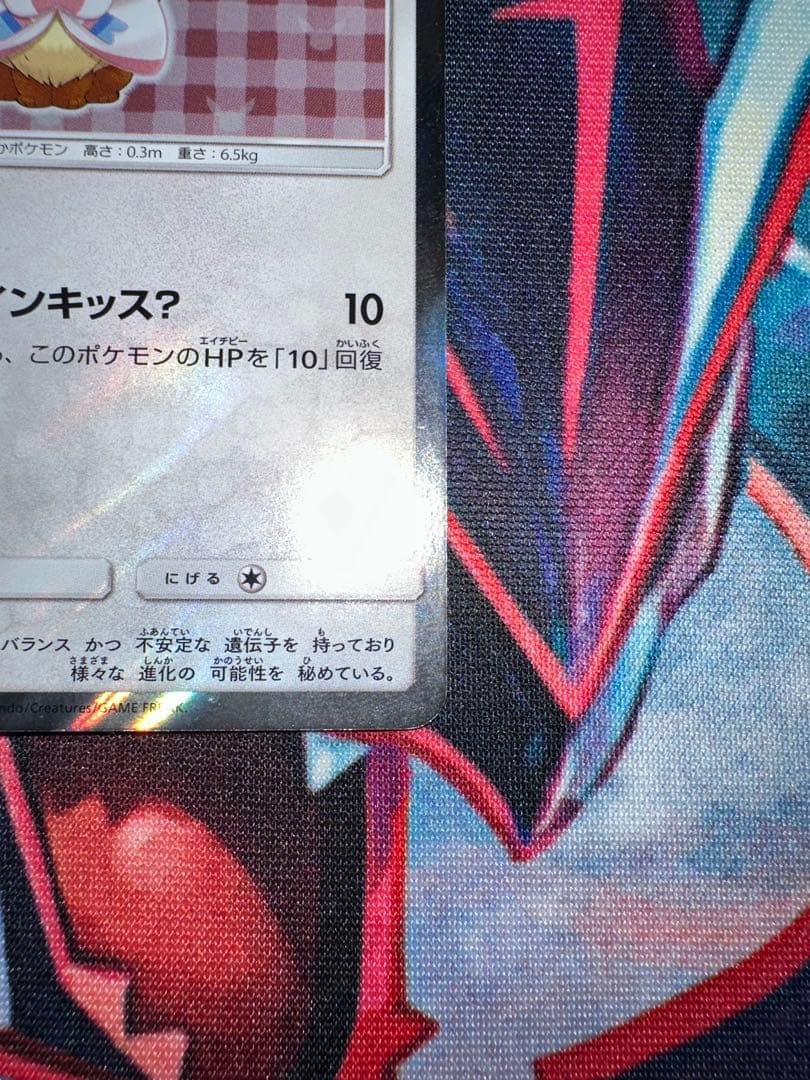 かポケモン 高さ：0.3m 重さ：6.5kg
ンキッス? 10
、このポケモンのHPを「10」回復
エイチピー かいふく
にげる
バランス かつ 不安定な 遺伝子を 持っており
ふあんてい いでんし も
様々な 進化の 可能性を 秘めている。
さまざま しんか かのうせい ひ
ndo/Creatures/GAME FREAK.